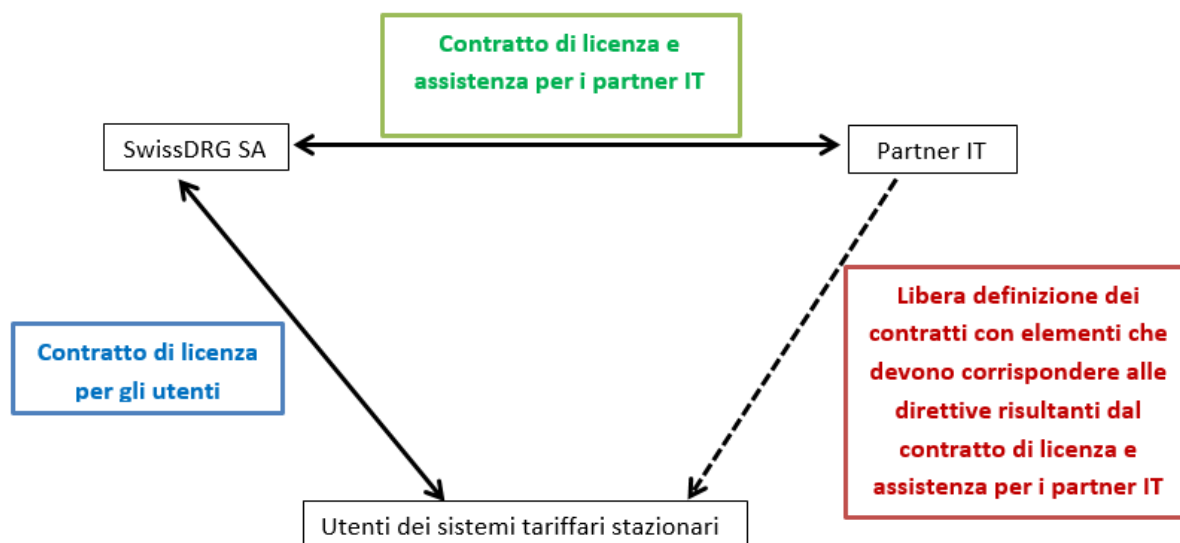 Contratto di licenza e
assistenza per i partner IT
SwissDRG SA
Partner IT
Contratto di licenza
per gli utenti
Libera definizione dei
contratti con elementi che
devono corrispondere alle
direttive risultanti dal
contratto di licenza e
assistenza per i partner IT
Utenti dei sistemi tariffari stazionari